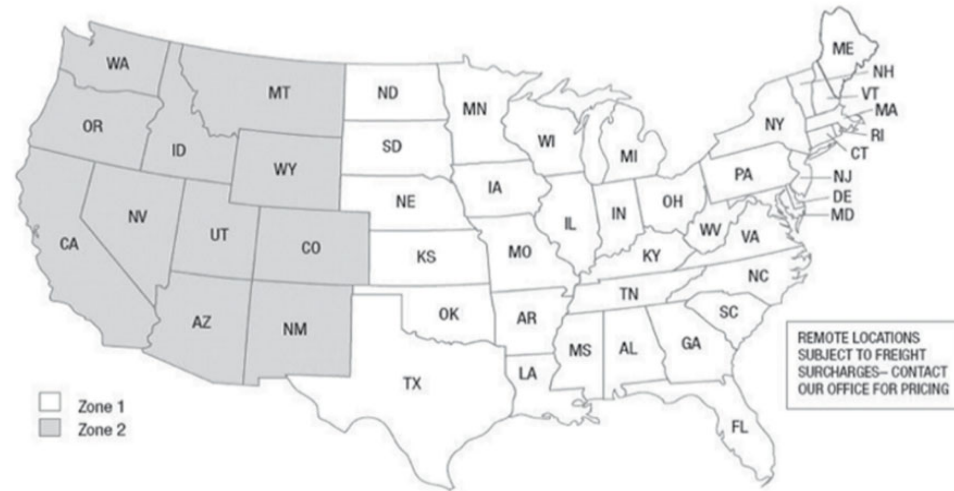 ME
WA
NH
MT
ND
VT
MN
MA
OR
NY
WI
RI
SD
ID
MI
CT
WY
PA
NJ
IA
NE
OH
DE
NV
IN
MD
IL
UT
WV
CO
VA
CA
MO
KS
KY
NC
TN
OK
SC
AR
AZ
NM
REMOTE LOCATIONS
SUBJECT TO FREIGHT
SURCHARGES– CONTACT
OUR OFFICE FOR PRICING
MS
AL
GA
LA
TX
Zone 1
FL
Zone 2